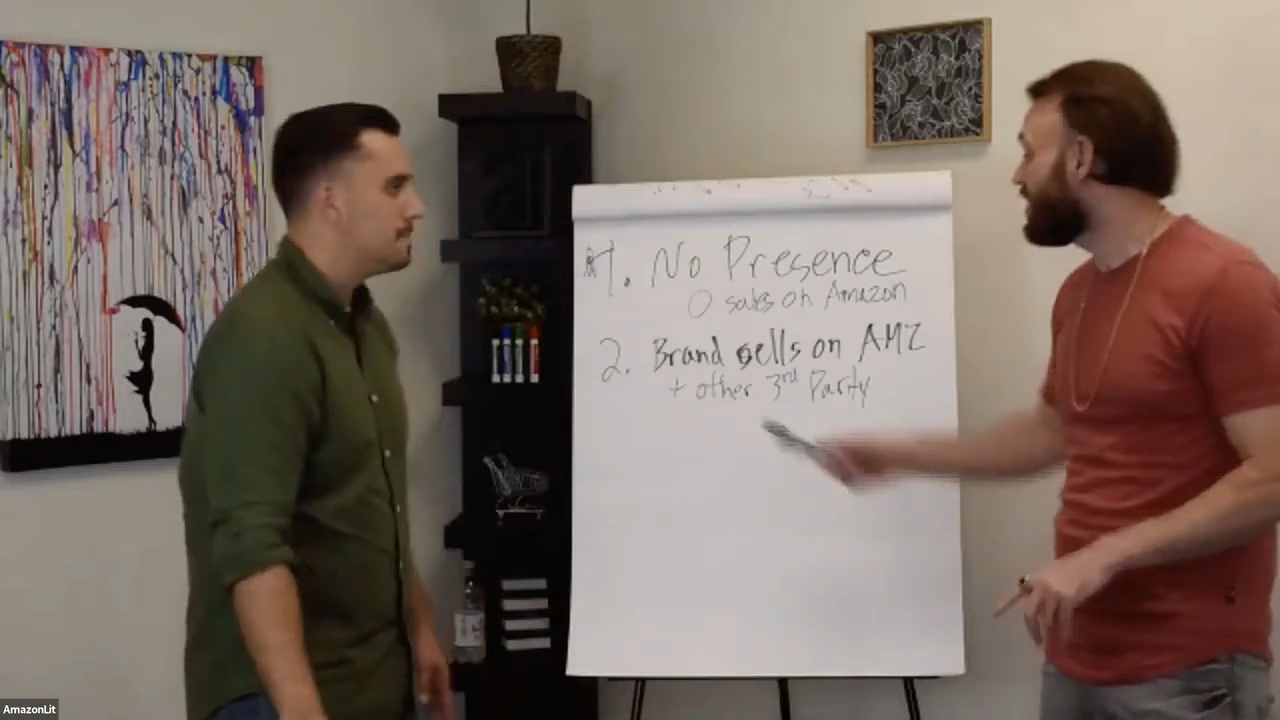 #1. No Presence
0 sales on Amazon
2. Brand sells on AMZ
+ other 3rd Party
AmazonLit